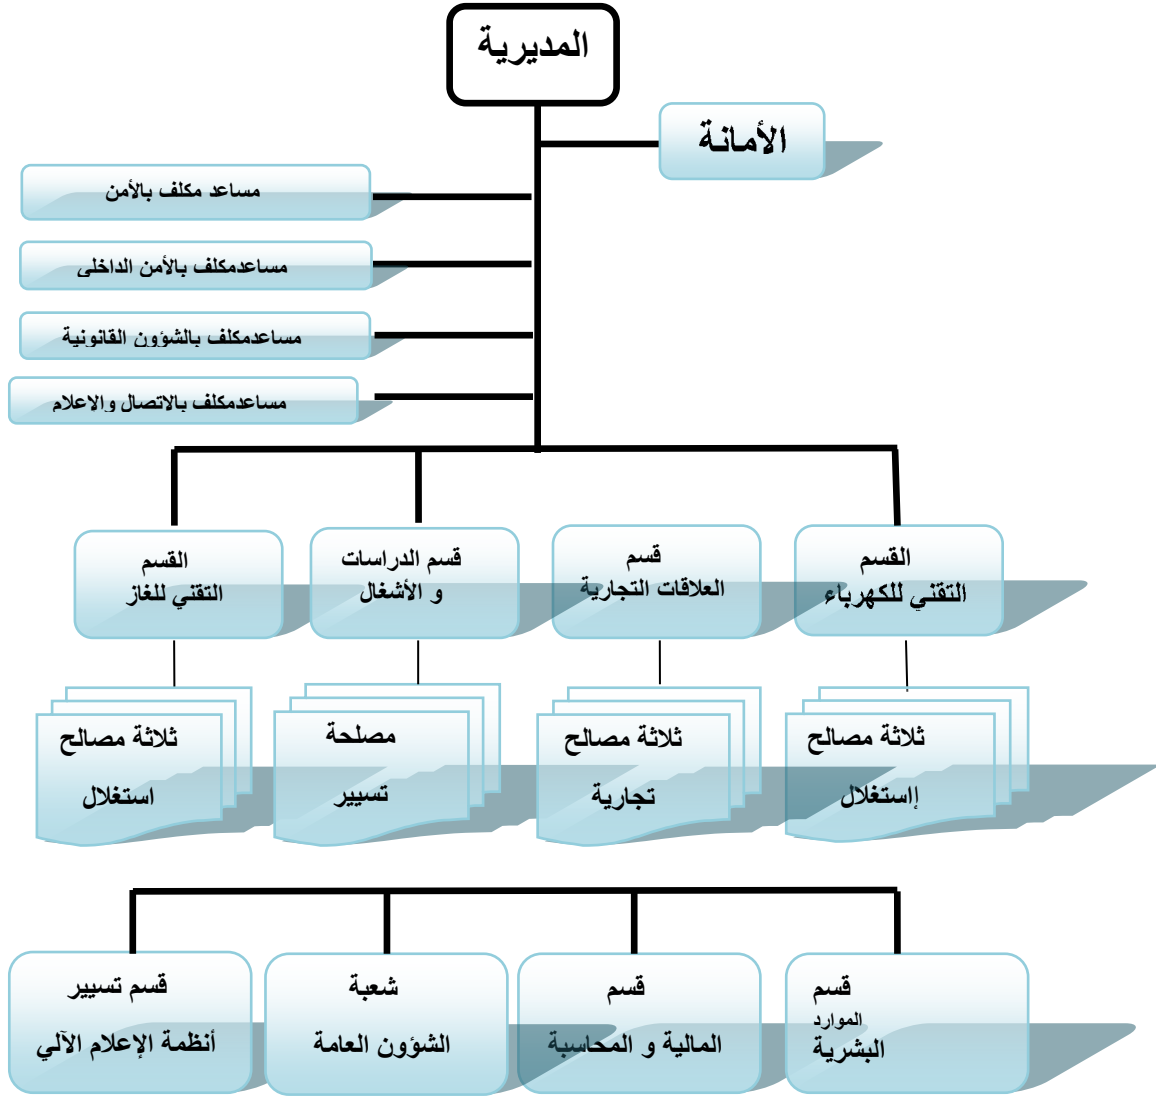 المديرية
الأمانة
مساعد مكلف بالأمن
مساعدمكلف بالأمن الداخلى
مساعدمكلف بالشؤون القانونية
مساعدمكلف بالاتصال والاعلام
القسم
التقني للكهرباء
قسم
العلاقات التجارية
قسم الدراسات
و الأشغال
القسم
التقني للغاز
ثلاثة مصالح
إاستغلال
ثلاثة مصالح
تجارية
مصلحة
تسيير
ثلاثة مصالح
استغلال
قسم
الموارد
البشرية
قسم
المالية و المحاسبة
شعبة
الشؤون العامة
قسم تسيير
أنظمة الإعلام الآلي